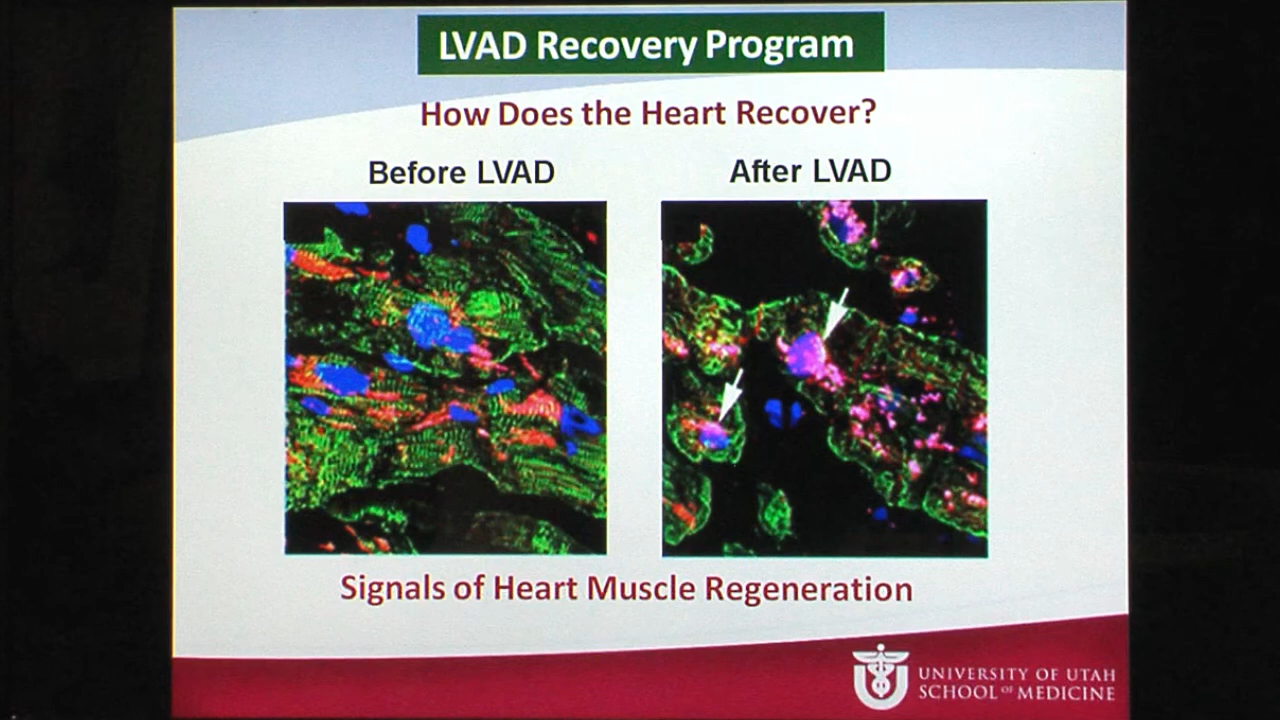 LVAD Recovery Program
How Does the Heart Recover?
Before LVAD
After LVAD
Signals of Heart Muscle Regeneration
UNIVERSITY OF UTAH
SCHOOL OF MEDICINE